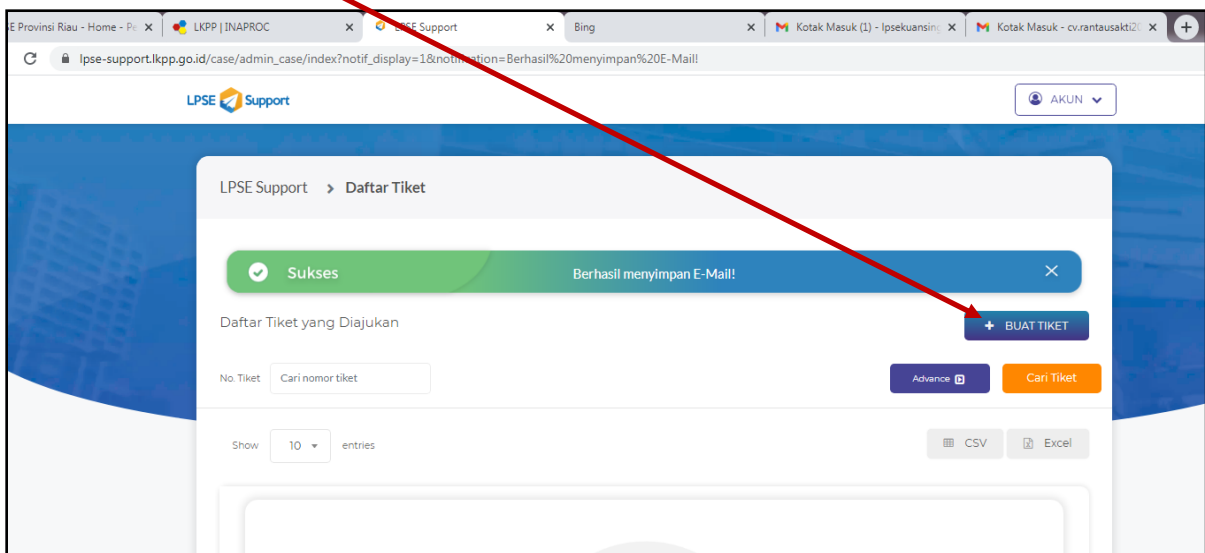 E Provinsi Riau - Home - Pe LKPP | INAPROC LPSE Support Bing Kotak Masuk (1) - lpsekuansing Kotak Masuk - cv.rantausakti20
lpse-support.lkpp.go.id/case/admin_case/index?notif_display=1&notification=Berhasil%20menyimpan%20E-Mail!
LPSE Support AKUN
LPSE Support > Daftar Tiket
Sukses Berhasil menyimpan E-Mail!
Daftar Tiket yang Diajukan + BUAT TIKET
No. Tiket Cari nomor tiket Advance Cari Tiket
Show 10 entries CSV Excel